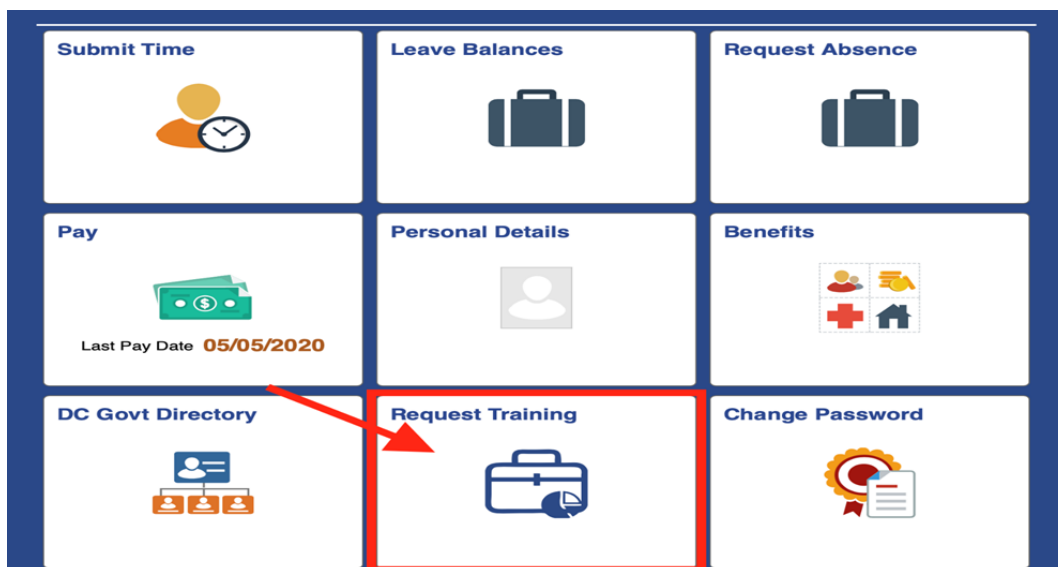 Submit Time
Leave Balances
Request Absence
Pay
Last Pay Date 05/05/2020
Personal Details
Benefits
DC Govt Directory
Request Training
Change Password